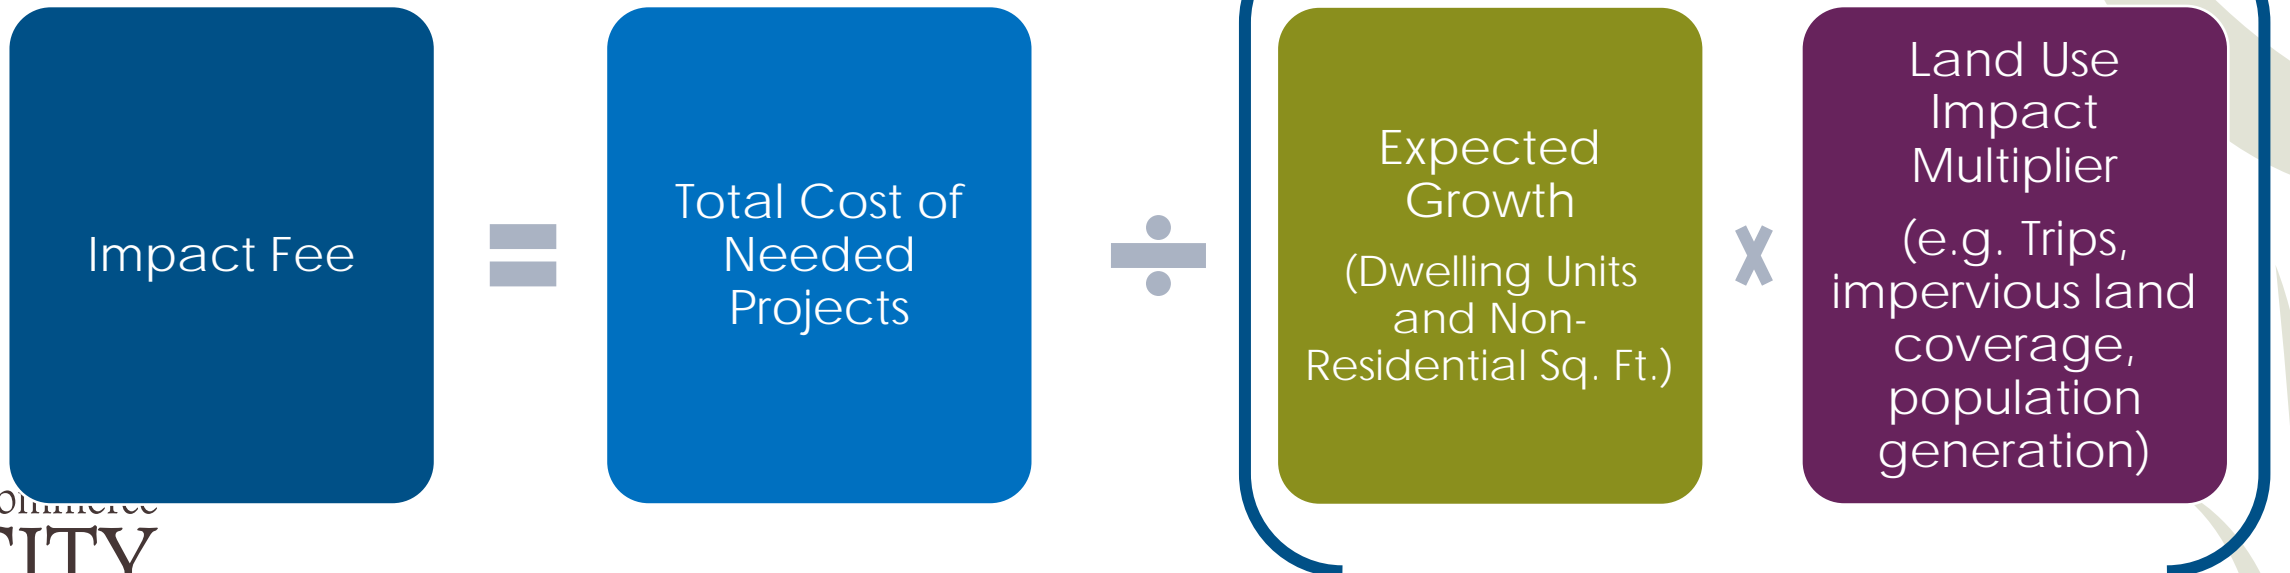 Impact Fee
=
Total Cost of
Needed
Projects
÷
(
Expected
Growth
(Dwelling Units
and Non-
Residential Sq. Ft.)
x
Land Use
Impact
Multiplier
(e.g. Trips,
impervious land
coverage,
population
generation)
)
CITY